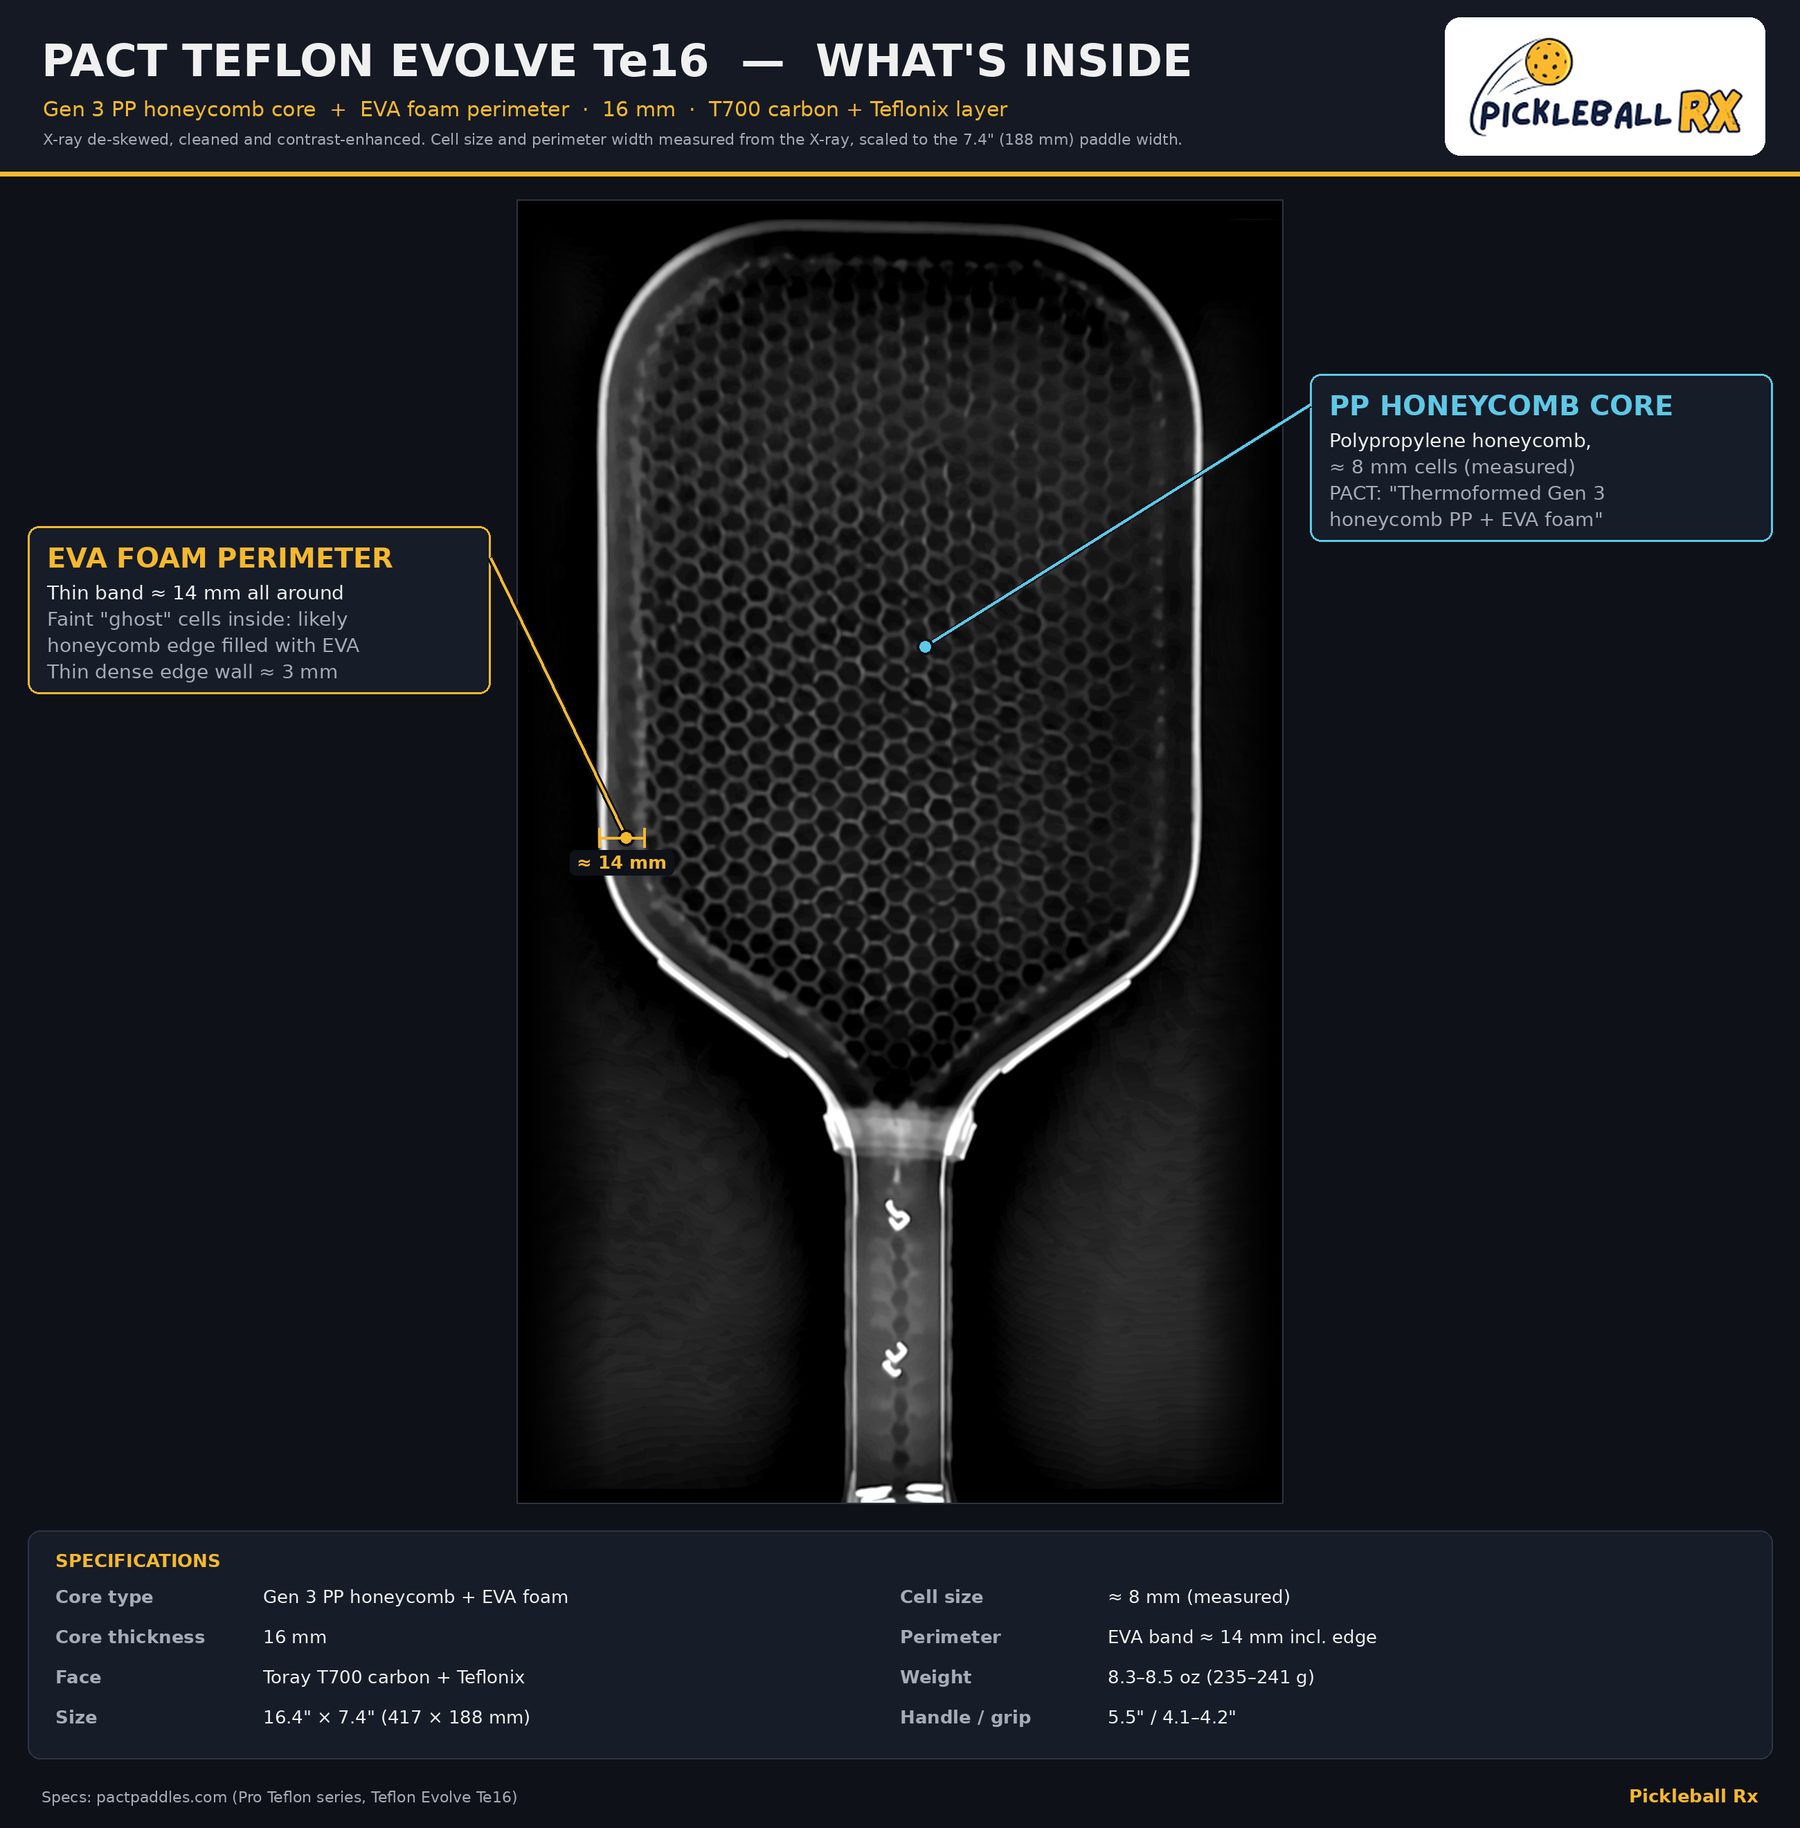 PACT TEFLON EVOLVE Te16 — WHAT'S INSIDE
Gen 3 PP honeycomb core + EVA foam perimeter · 16 mm · T700 carbon + Teflonix layer
X-ray de-skewed, cleaned and contrast-enhanced. Cell size and perimeter width measured from the X-ray, scaled to the 7.4" (188 mm) paddle width.
PICKLEBALL RX
PP HONEYCOMB CORE
Polypropylene honeycomb,
≈ 8 mm cells (measured)
PACT: "Thermoformed Gen 3
honeycomb PP + EVA foam"
EVA FOAM PERIMETER
Thin band ≈ 14 mm all around
Faint "ghost" cells inside: likely
honeycomb edge filled with EVA
Thin dense edge wall ≈ 3 mm
≈ 14 mm
SPECIFICATIONS
Core type Gen 3 PP honeycomb + EVA foam
Cell size ≈ 8 mm (measured)
Core thickness 16 mm
Perimeter EVA band ≈ 14 mm incl. edge
Face Toray T700 carbon + Teflonix
Weight 8.3–8.5 oz (235–241 g)
Size 16.4" × 7.4" (417 × 188 mm)
Handle / grip 5.5" / 4.1–4.2"
Specs: pactpaddles.com (Pro Teflon series, Teflon Evolve Te16)
Pickleball Rx